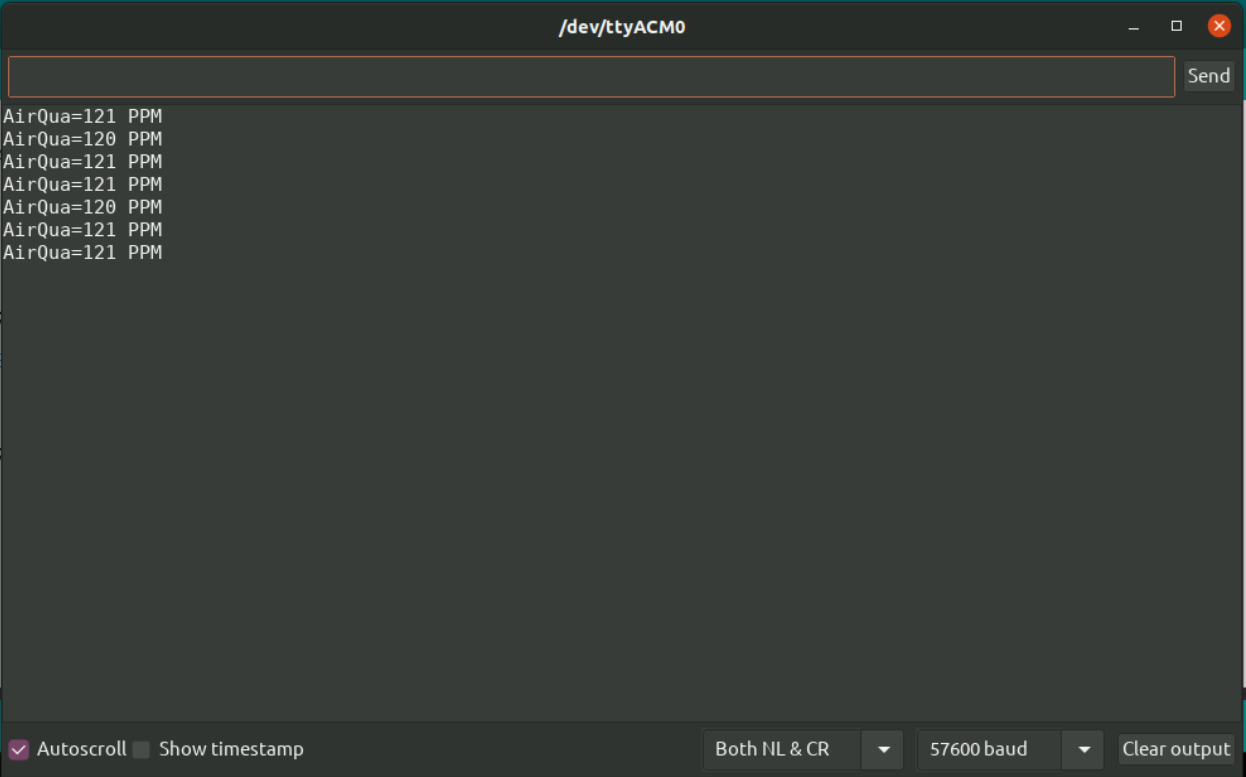 /dev/ttyACM0
Send
AirQua=121 PPM
AirQua=120 PPM
AirQua=121 PPM
AirQua=121 PPM
AirQua=120 PPM
AirQua=121 PPM
AirQua=121 PPM
Autoscroll Show timestamp Both NL & CR 57600 baud Clear output